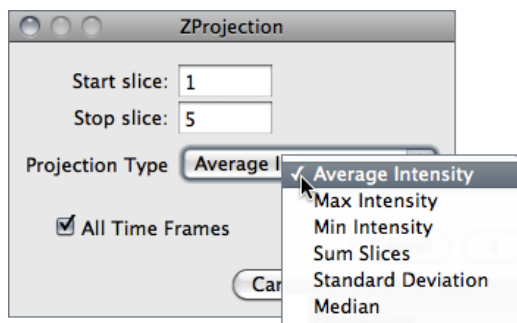 ZProjection
Start slice: 1
Stop slice: 5
Projection Type Average I
✓ Average Intensity
Max Intensity
Min Intensity
Sum Slices
Standard Deviation
Median
All Time Frames
Car